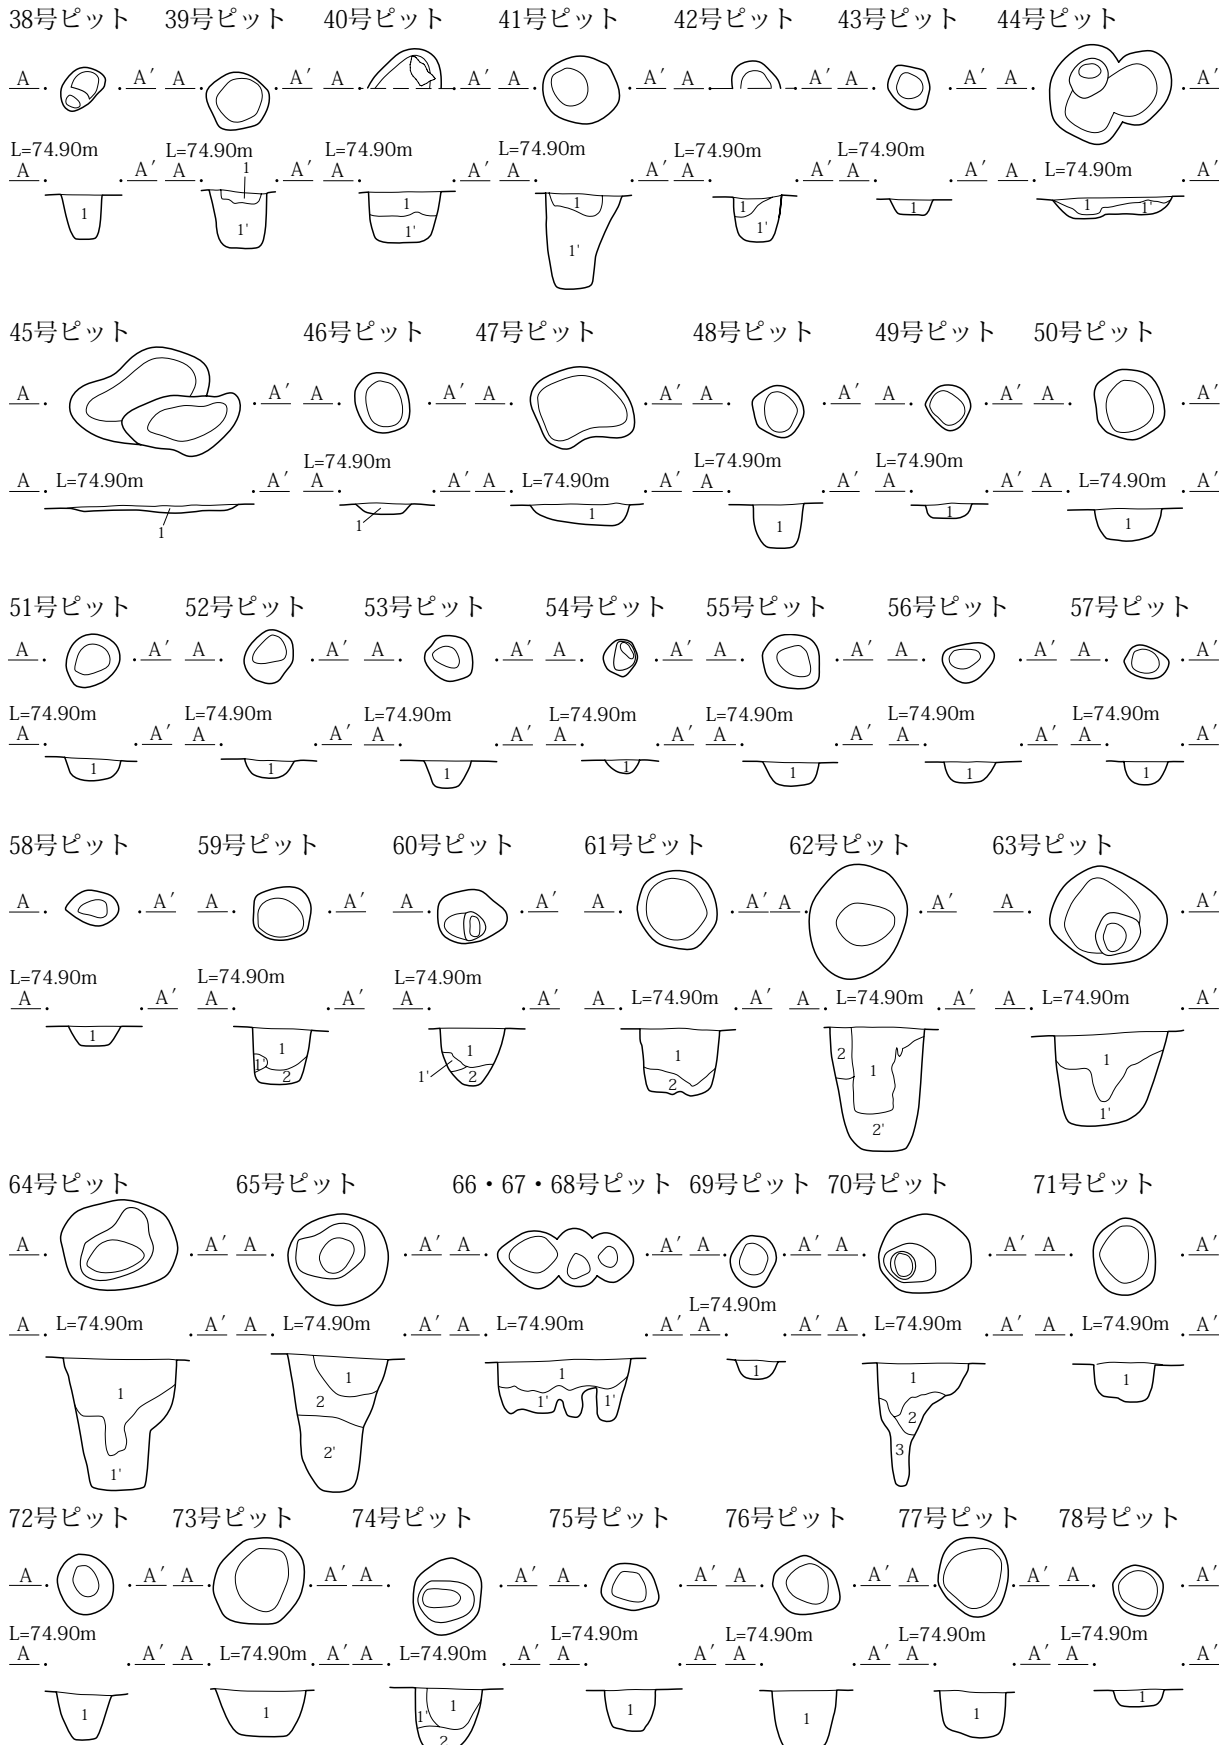 38号ピット 39号ピット 40号ピット 41号ピット 42号ピット 43号ピット 44号ピット
A A′ A A′ A A′ A A′ A A′ A A′ A A′
L=74.90m L=74.90m L=74.90m L=74.90m L=74.90m L=74.90m
A A′ A A′ A A′ A A′ A A′ A A′ A L=74.90m A′
1 1 1' 1 1' 1 1' 1 1' 1 1 1'
45号ピット 46号ピット 47号ピット 48号ピット 49号ピット 50号ピット
A A′ A A′ A A′ A A′ A A′ A A′
L=74.90m L=74.90m L=74.90m
A L=74.90m A′ A A′ A L=74.90m A′ A A′ A A′ A L=74.90m A′
1 1 1 1 1 1
51号ピット 52号ピット 53号ピット 54号ピット 55号ピット 56号ピット 57号ピット
A A′ A A′ A A′ A A′ A A′ A A′ A A′
L=74.90m L=74.90m L=74.90m L=74.90m L=74.90m L=74.90m L=74.90m
A A′ A A′ A A′ A A′ A A′ A A′ A A′
1 1 1 1 1 1 1
58号ピット 59号ピット 60号ピット 61号ピット 62号ピット 63号ピット
A A′ A A′ A A′ A A′ A A′ A A′
L=74.90m L=74.90m L=74.90m
A A′ A A′ A A′ A L=74.90m A′ A L=74.90m A′ A L=74.90m A′
1 1 1' 2 1 1' 2 1 2 2 1 2' 1 1'
64号ピット 65号ピット 66・67・68号ピット 69号ピット 70号ピット 71号ピット
A A′ A A′ A A′ A A′ A A′ A A′
L=74.90m
A L=74.90m A′ A L=74.90m A′ A L=74.90m A′ A A′ A L=74.90m A′ A L=74.90m A′
1 1' 1 2 2' 1 1' 1' 1 1 2 3 1
72号ピット 73号ピット 74号ピット 75号ピット 76号ピット 77号ピット 78号ピット
A A′ A A′ A A′ A A′ A A′ A A′ A A′
L=74.90m L=74.90m L=74.90m L=74.90m L=74.90m
A A′ A L=74.90m A′ A L=74.90m A′ A A′ A A′ A A′ A A′
1 1 1' 1 2 1 1 1 1